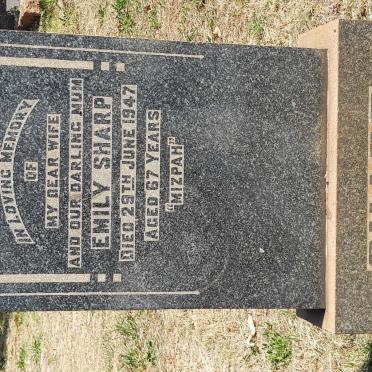 IN LOVING MEMORY
OF
MY DEAR WIFE
AND OUR DARLING MUM
EMILY SHARP
DIED 29TH JUNE 1947
AGED 67 YEARS
"MIZPAH"